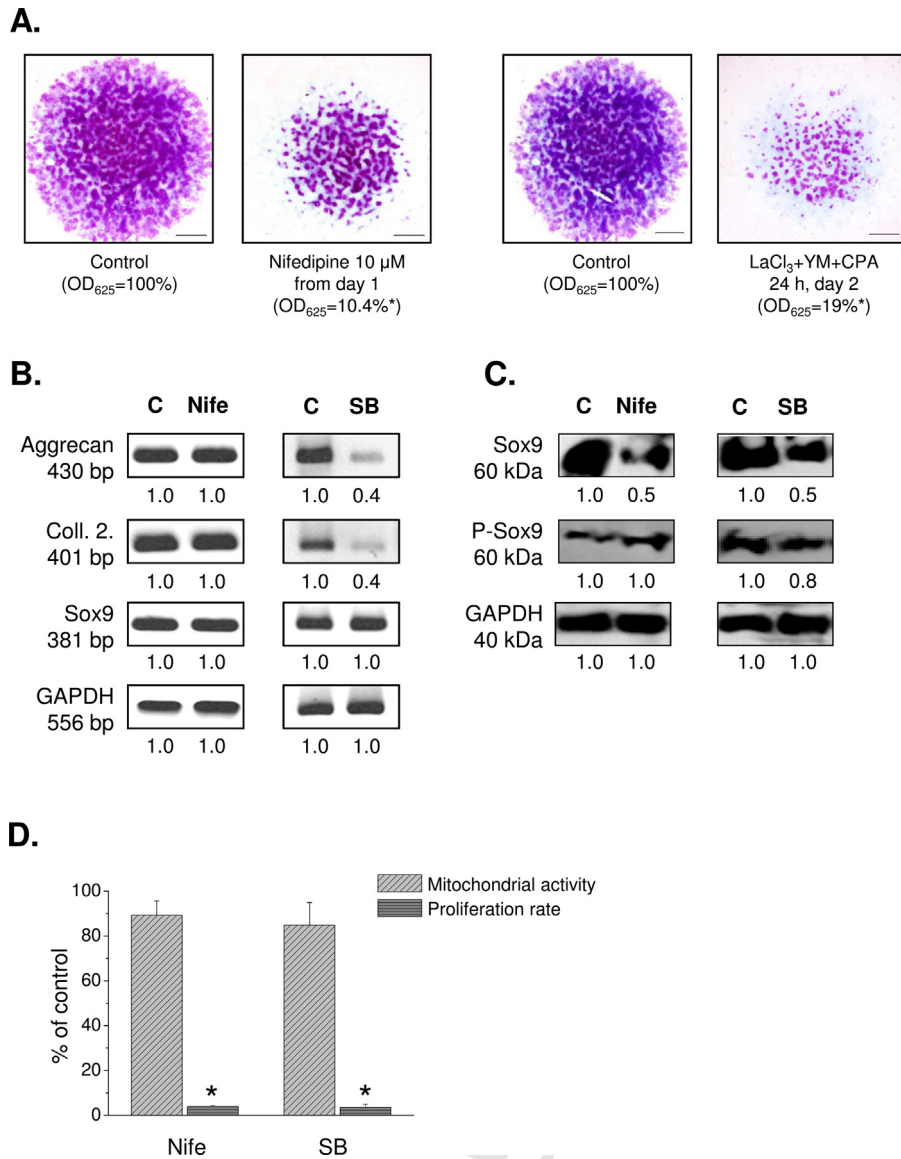 A.
Control
(OD₆₂₅=100%)
Nifedipine 10 µM
from day 1
(OD₆₂₅=10.4%*)
Control
(OD₆₂₅=100%)
LaCl₃+YM+CPA
24 h, day 2
(OD₆₂₅=19%*)
B.
C Nife C SB
Aggrecan
430 bp
1.0 1.0 1.0 0.4
Coll. 2.
401 bp
1.0 1.0 1.0 0.4
Sox9
381 bp
1.0 1.0 1.0 1.0
GAPDH
556 bp
1.0 1.0 1.0 1.0
C.
C Nife C SB
Sox9
60 kDa
1.0 0.5 1.0 0.5
P-Sox9
60 kDa
1.0 1.0 1.0 0.8
GAPDH
40 kDa
1.0 1.0 1.0 1.0
D.
% of control
100
80
60
40
20
0
Mitochondrial activity
Proliferation rate
* *
Nife SB